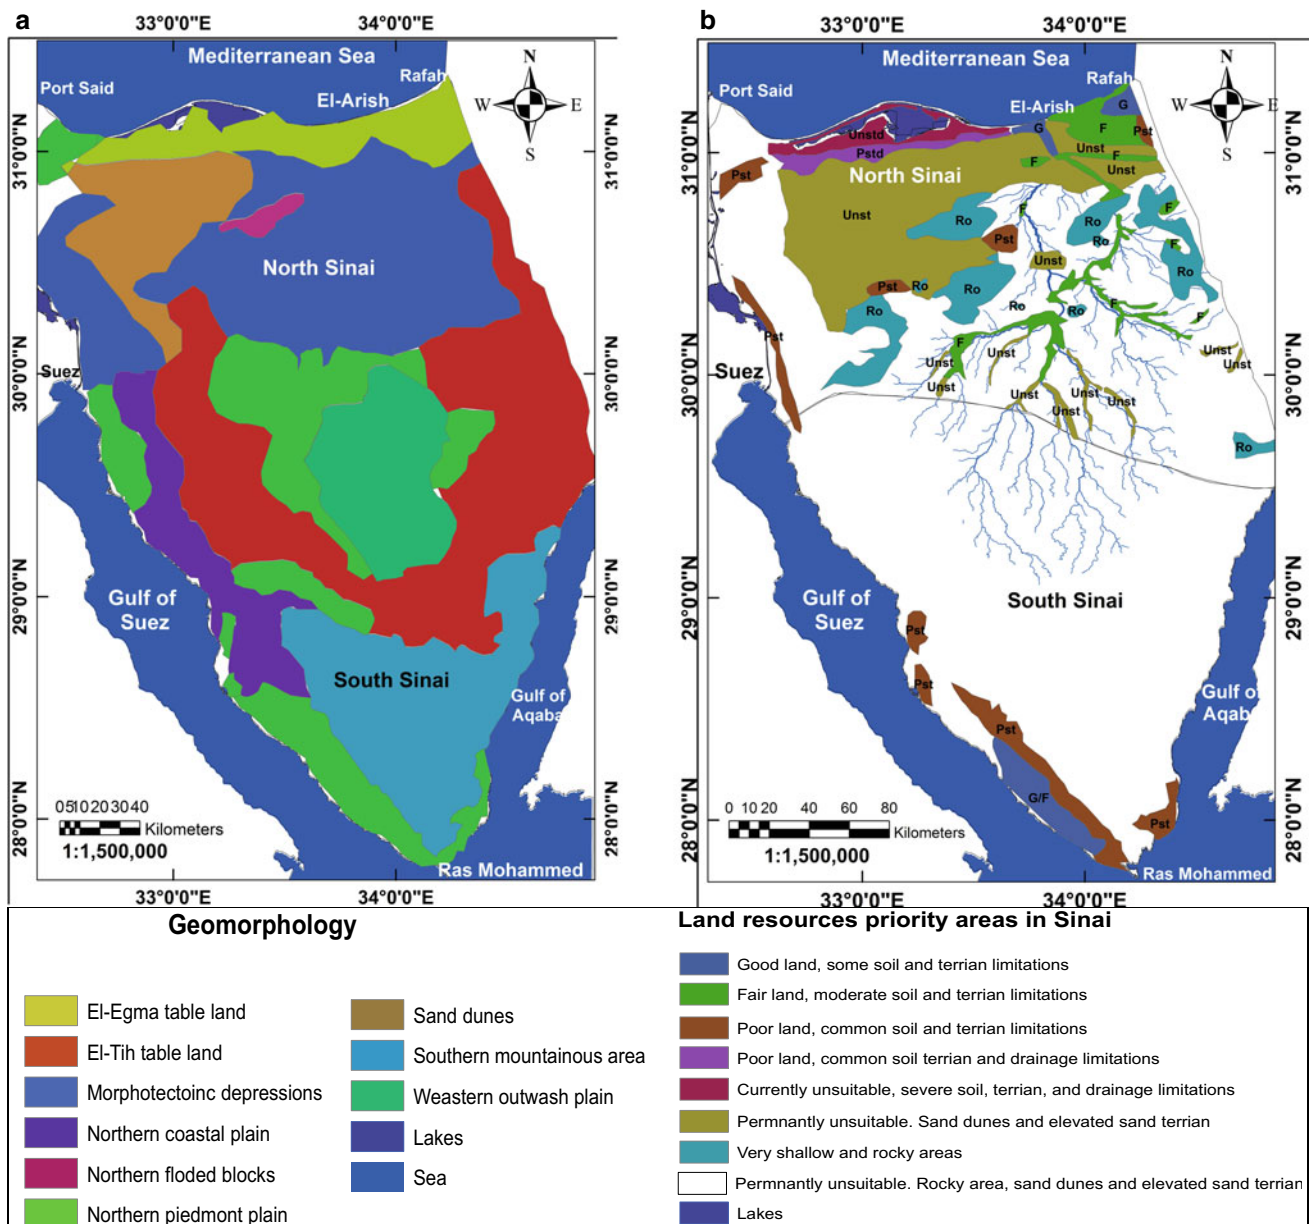 a
33°0'0"E
34°0'0"E
Mediterranean Sea
Port Said
Rafah
El-Arish
N
W
E
S
31°0'0"N
30°0'0"N
29°0'0"N
28°0'0"N
31°0'0"N
30°0'0"N
29°0'0"N
28°0'0"N
North Sinai
Suez
Gulf of
Suez
South Sinai
Gulf of
Aqaba
0510203040
Kilometers
1:1,500,000
Ras Mohammed
33°0'0"E
34°0'0"E
b
33°0'0"E
34°0'0"E
Mediterranean Sea
Port Said
Rafah
El-Arish
N
W
E
S
31°0'0"N
30°0'0"N
29°0'0"N
28°0'0"N
G
Unstd
G
F
Pst
Pstd
Unst
F
F
Unst
Pst
North Sinai
Unst
Ro
F
Ro
F
Pst
Ro
F
Unst
Ro
Pst
Ro
Ro
Ro
Ro
Ro
F
F
Pst
F
Unst
Unst
Unst
Unst
Suez
Unst
Unst
Unst
Unst
Unst
Ro
South Sinai
Gulf of
Suez
Pst
Pst
Gulf of
Aqaba
Pst
G/F
Pst
0 10 20 40 60 80
Kilometers
1:1,500,000
Ras Mohammed
33°0'0"E
34°0'0"E
Geomorphology
El-Egma table land
El-Tih table land
Morphotectoinc depressions
Northern coastal plain
Northern floded blocks
Northern piedmont plain
Sand dunes
Southern mountainous area
Weastern outwash plain
Lakes
Sea
Land resources priority areas in Sinai
Good land, some soil and terrian limitations
Fair land, moderate soil and terrian limitations
Poor land, common soil and terrian limitations
Poor land, common soil terrian and drainage limitations
Currently unsuitable, severe soil, terrian, and drainage limitations
Permnantly unsuitable. Sand dunes and elevated sand terrian
Very shallow and rocky areas
Permnantly unsuitable. Rocky area, sand dunes and elevated sand terrian
Lakes